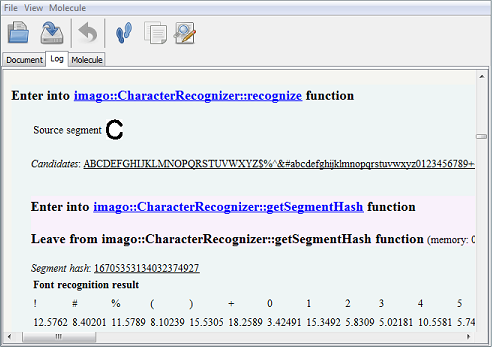 File View Molecule
Document Log Molecule
Enter into imago::CharacterRecognizer::recognize function
Source segment C
Candidates: ABCDEFGHIJKLMNOPQRSTUVWXYZ$%^&#abcdefghijklmnopqrstuvwxyz0123456789+
Enter into imago::CharacterRecognizer::getSegmentHash function
Leave from imago::CharacterRecognizer::getSegmentHash function (memory: 0
Segment hash: 16705353134032374927
Font recognition result
! # % ( ) + 0 1 2 3 4 5
12.5762 8.40201 11.5789 8.10239 15.5305 18.2589 3.42491 15.3492 5.8309 5.02181 10.5581 5.74